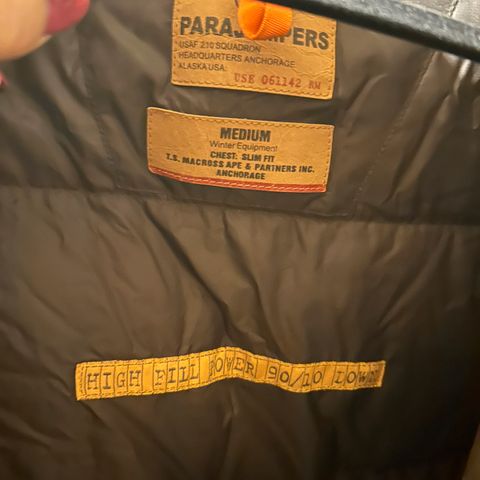 PARAJUMPERS
USAF 210 SQUADRON
HEADQUARTERS ANCHORAGE
ALASKA USA.
USE 061142
MEDIUM
Winter Equipment
CHEST: SLIM FIT
T.S. MACROSS APE & PARTNERS INC.
ANCHORAGE
HIGH FILL POWER 90/10 DOWN